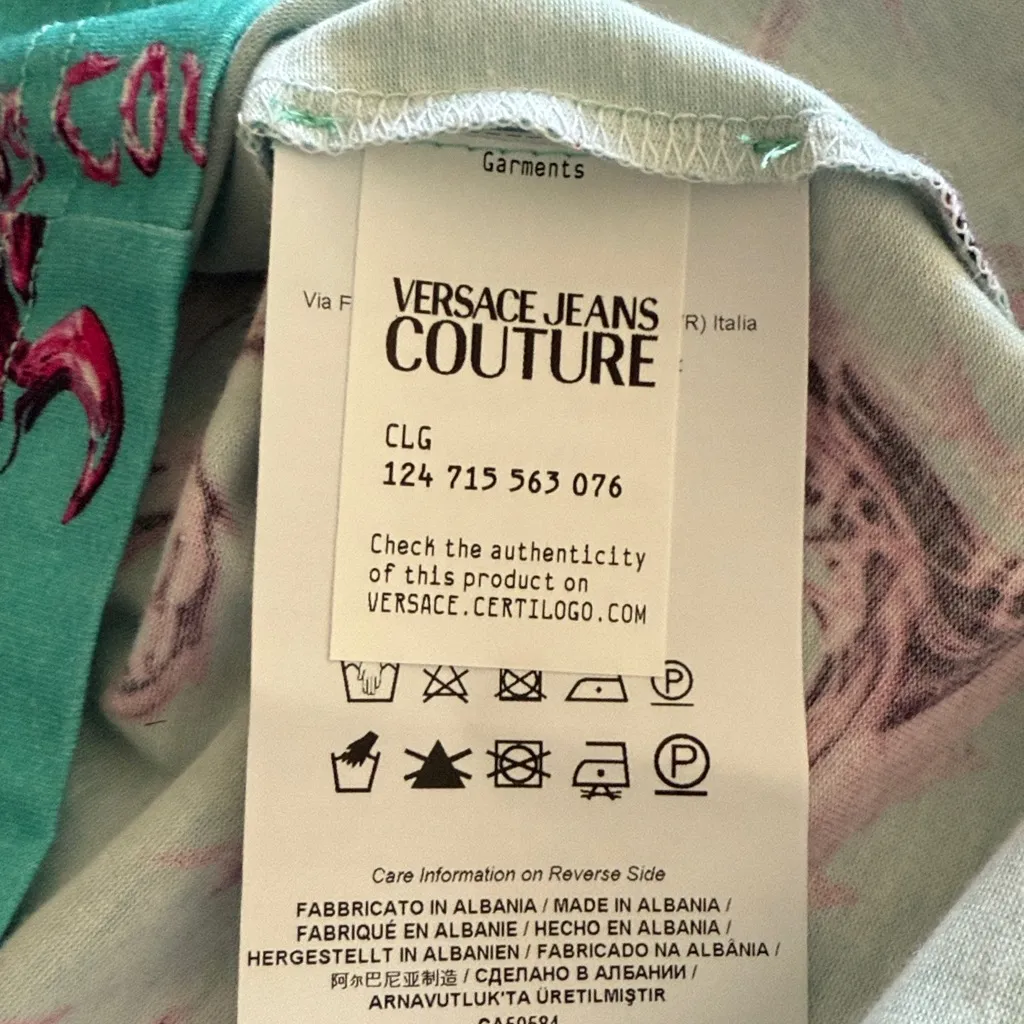 COU
Garments
Via F
R) Italia
VERSACE JEANS
COUTURE
CLG
124 715 563 076
Check the authenticity
of this product on
VERSACE.CERTILOGO.COM
P
P
Care Information on Reverse Side
FABBRICATO IN ALBANIA / MADE IN ALBANIA /
FABRIQUÉ EN ALBANIE / HECHO EN ALBANIA /
HERGESTELLT IN ALBANIEN / FABRICADO NA ALBÂNIA /
阿尔巴尼亚制造 / СДЕЛАНО В АЛБАНИИ /
ARNAVUTLUK'TA ÜRETILMIŞTIR